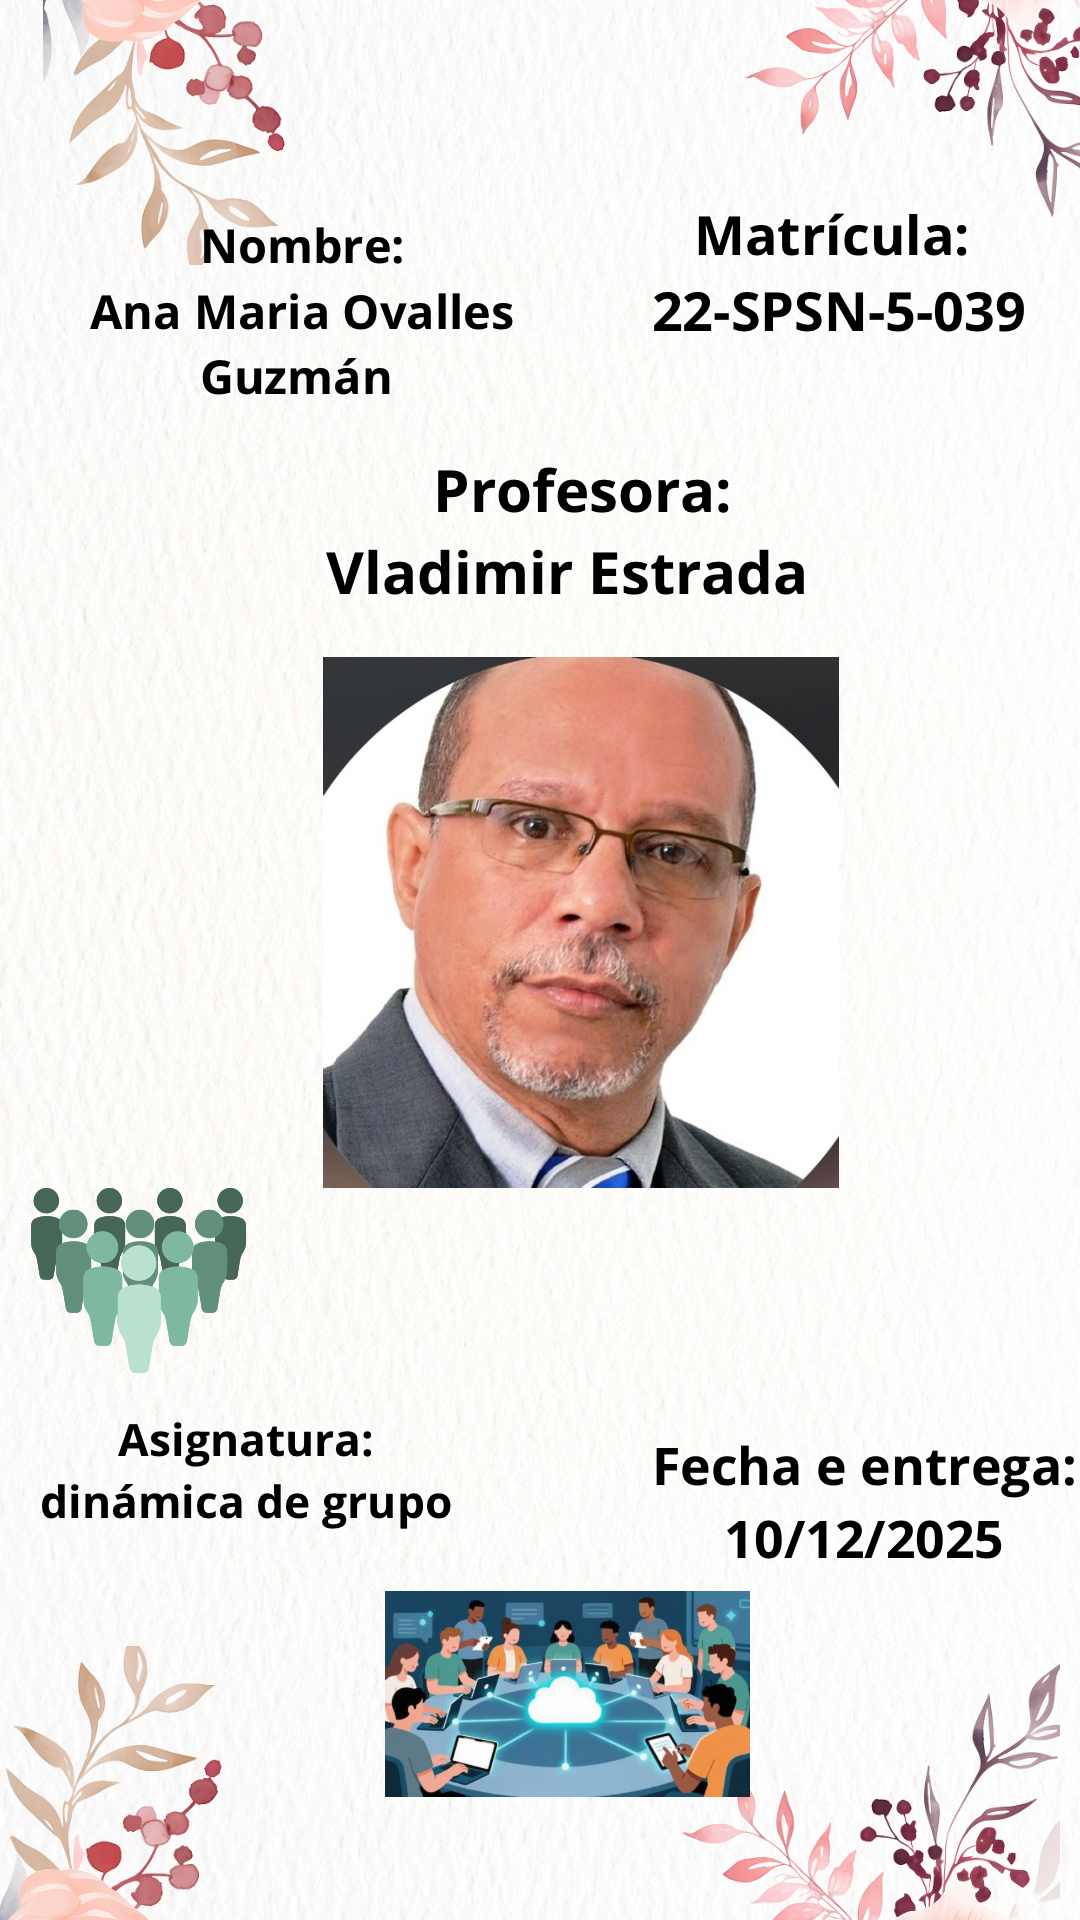 Nombre:
Ana Maria Ovalles
Guzmán
Matrícula:
22-SPSN-5-039
Profesora:
Vladimir Estrada
Asignatura:
dinámica de grupo
Fecha e entrega:
10/12/2025